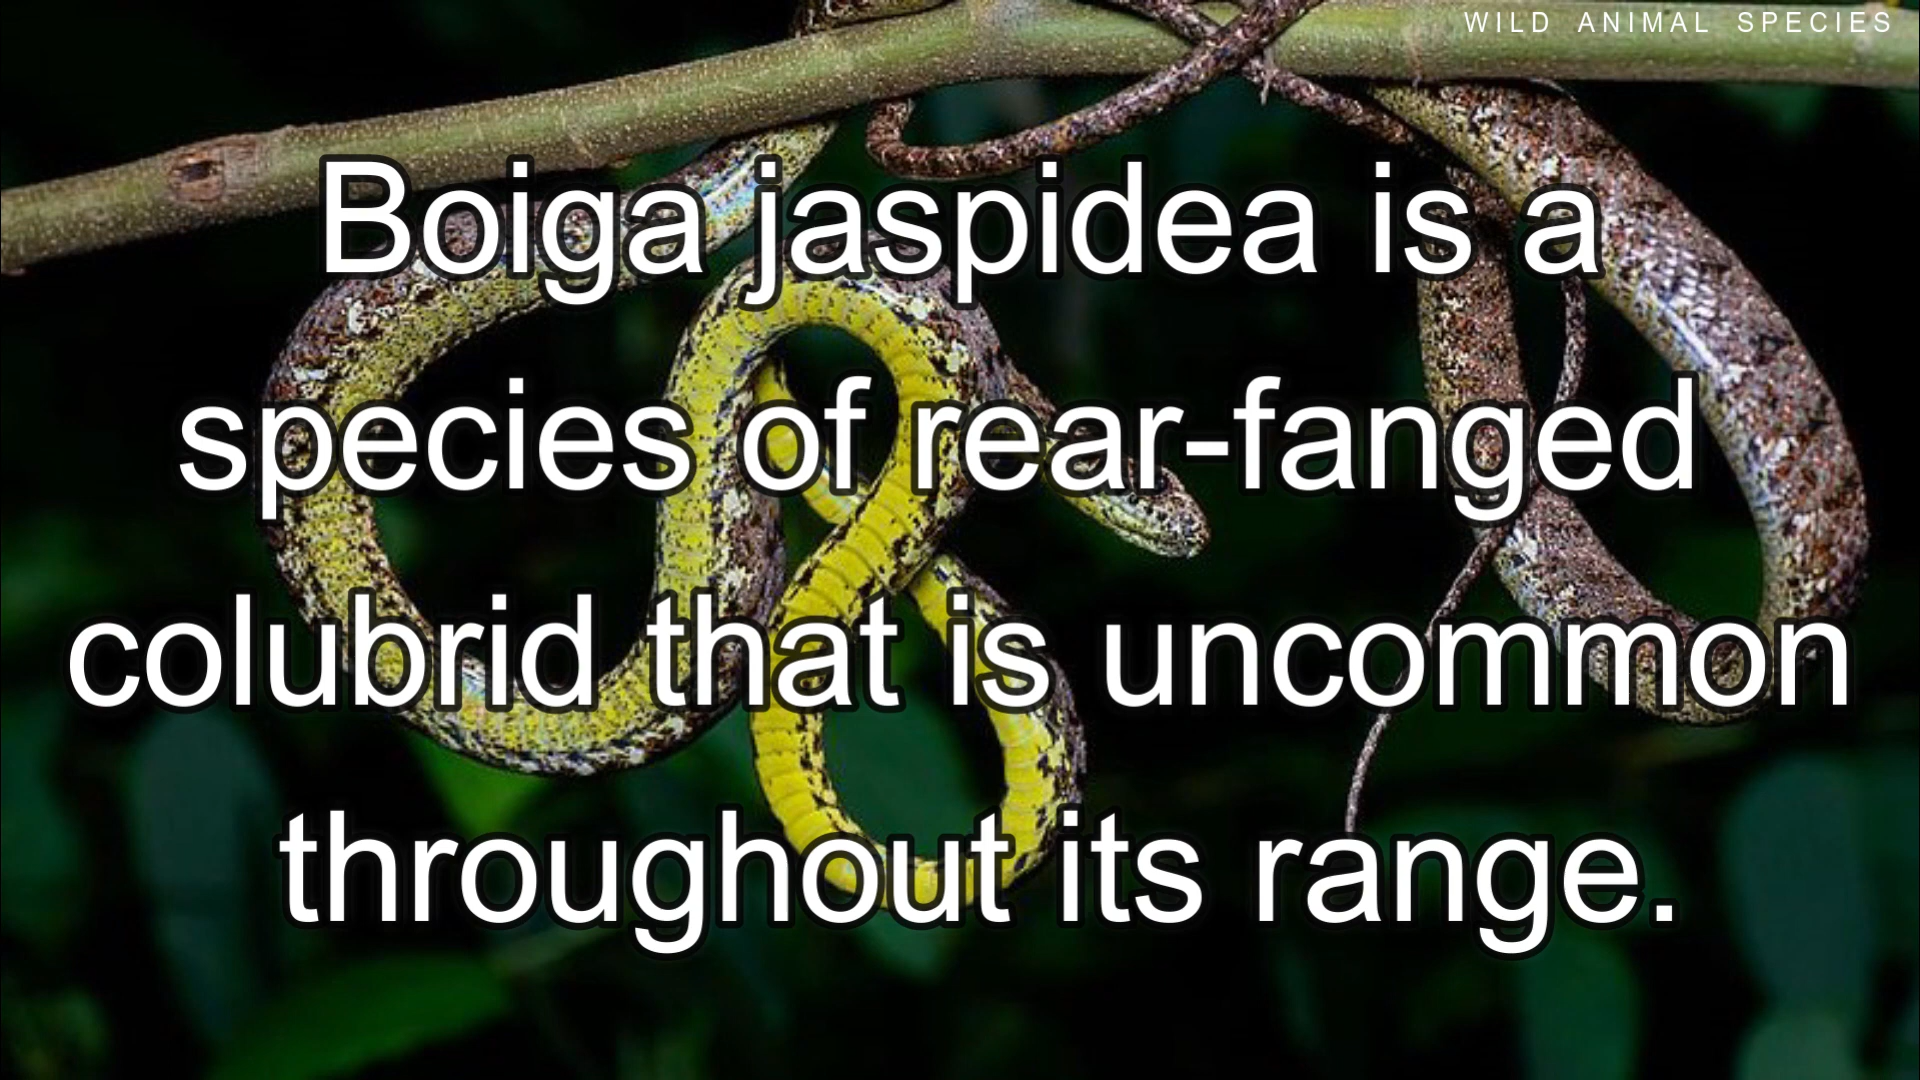 WILD ANIMAL SPECIES
Boiga jaspidea is a
species of rear-fanged
colubrid that is uncommon
throughout its range.